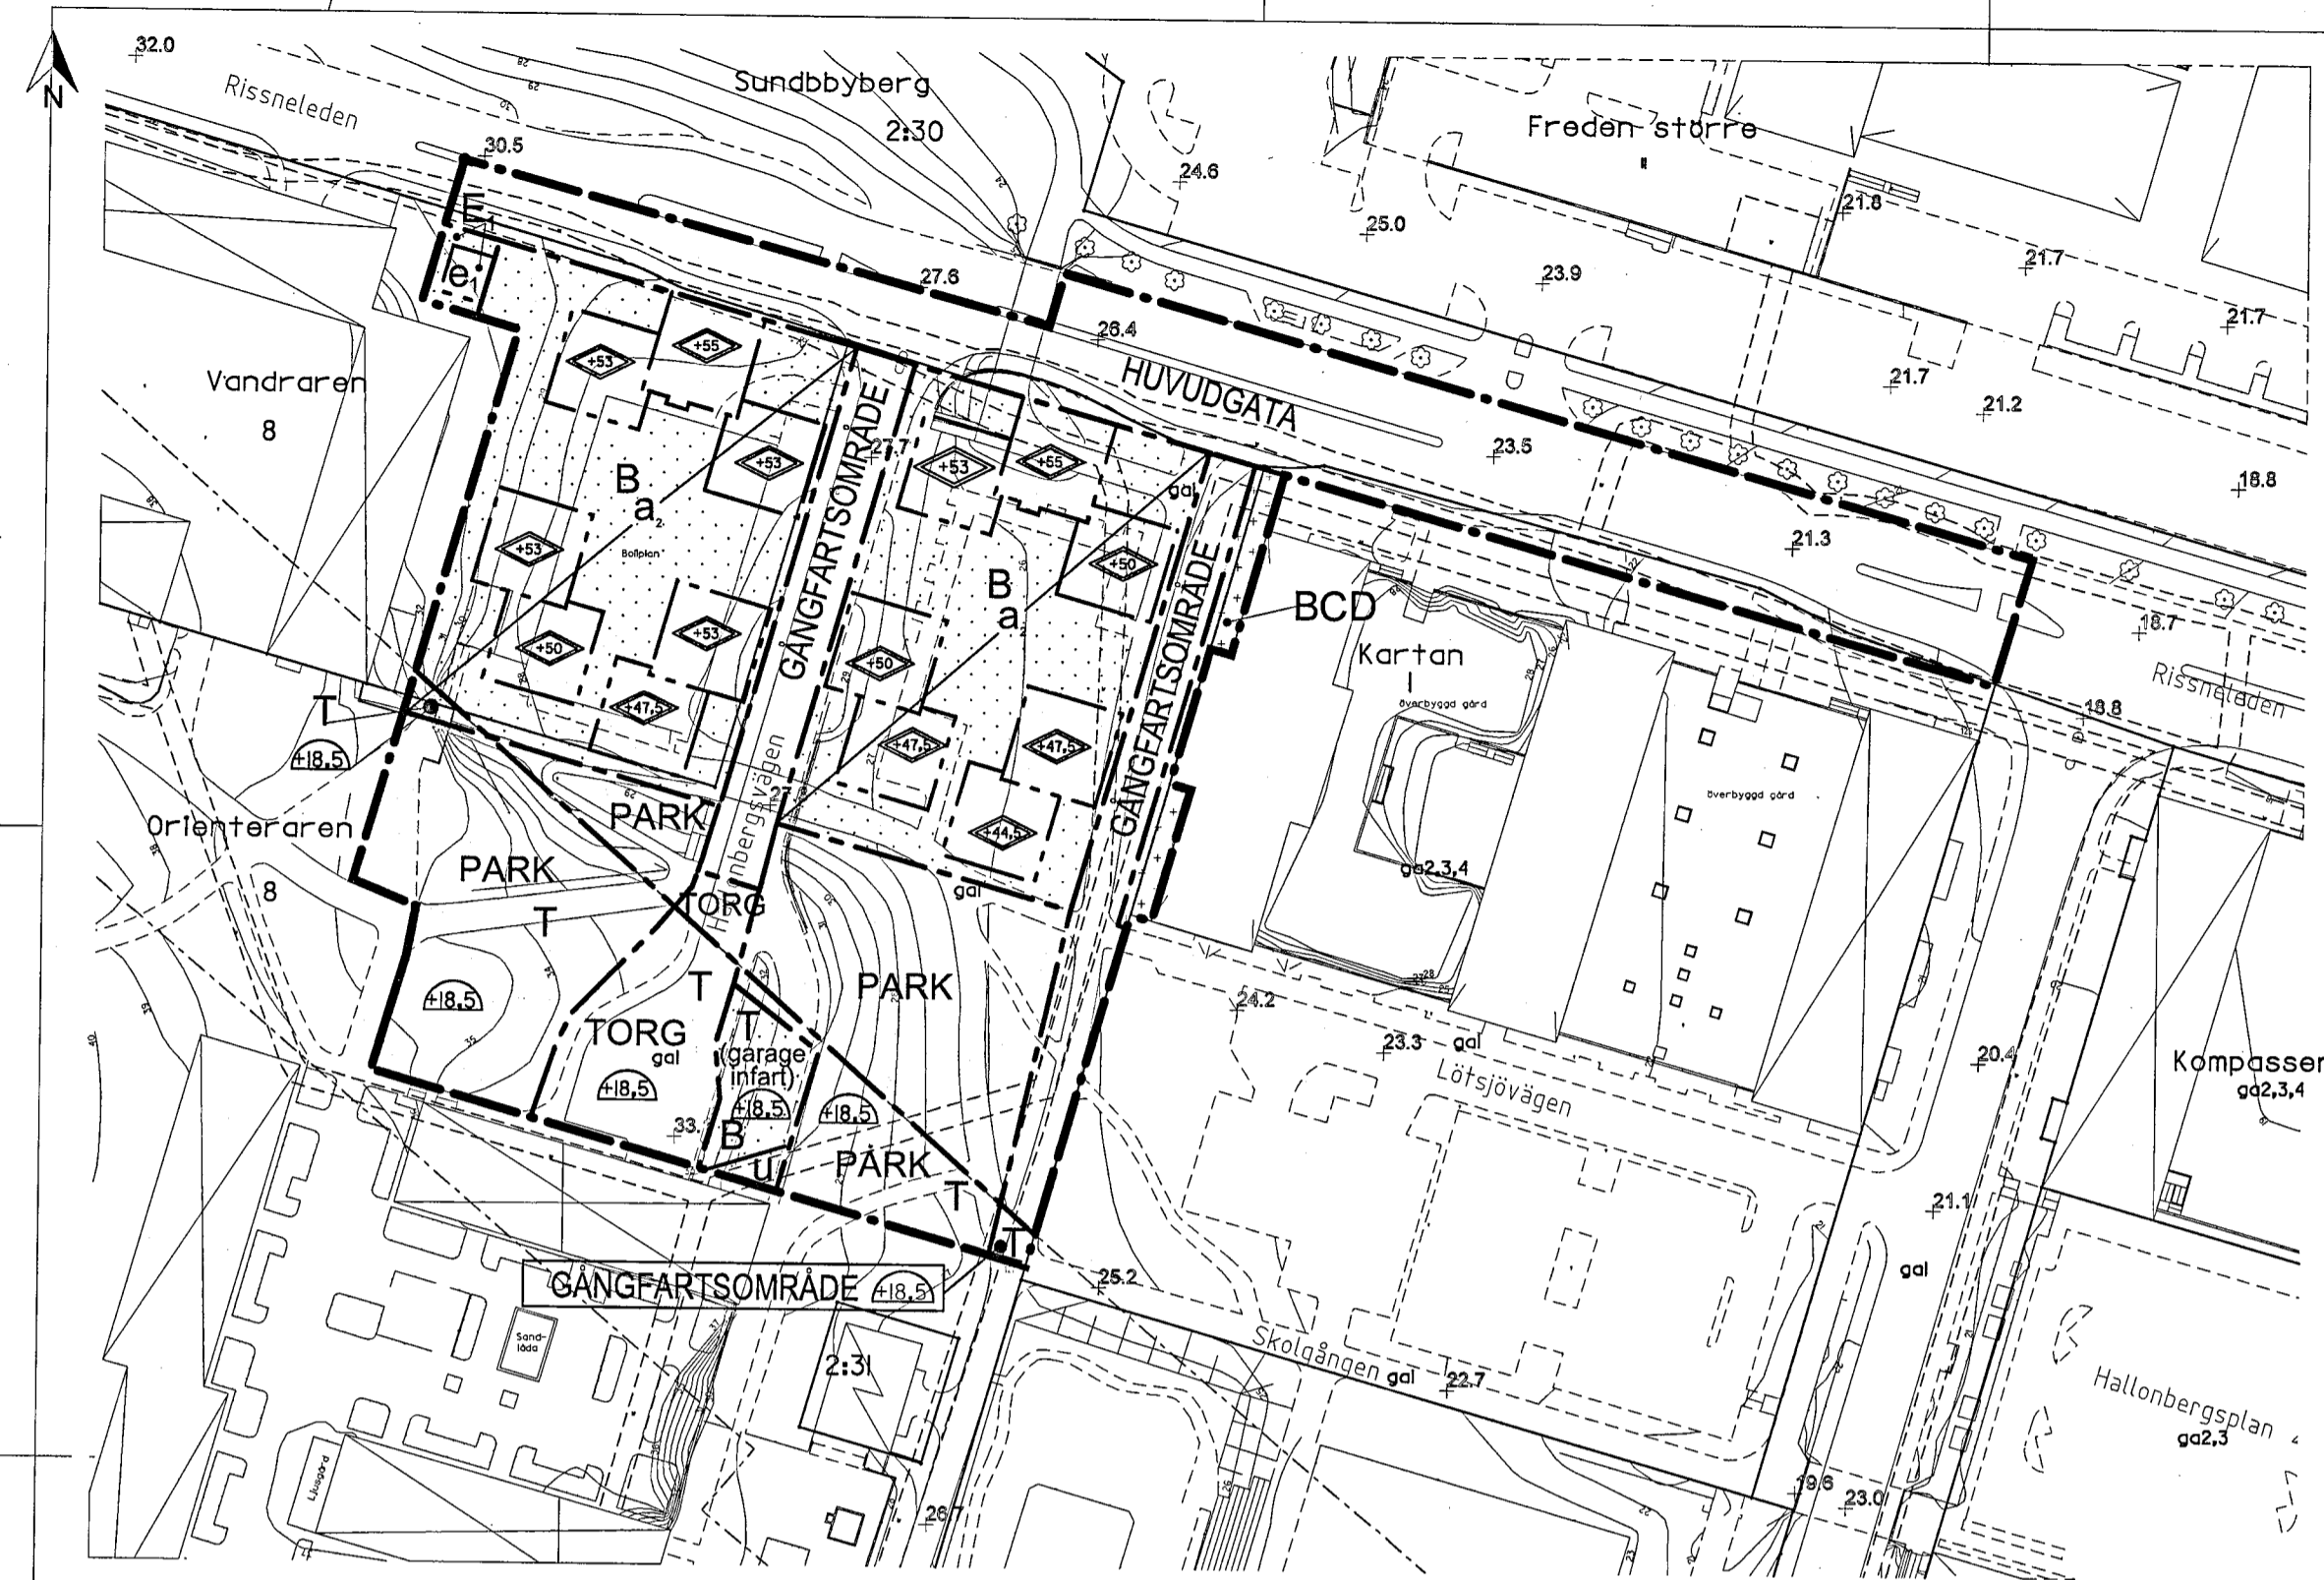 32.0
N
Rissneleden
Sundbbyberg
2:30
30.5
24.6
Freden större
25.0
21.8
23.9
21.7
21.7
21.7
21.2
27.6
26.4
E1
e1
+53
+55
HUVUDGATA
Vandraren
8
+53
27.7
+53
+55
23.5
18.8
GÅNGFARTSOMRÅDE
B
a2
Bollplan
gal
+53
+50
B
a2
21.3
GÅNGFARTSOMRÅDE
BCD
+50
+53
+50
Kartan
1
18.7
Rissneleden
T
+47,5
+47,5
+47,5
överbyggd gård
18.8
+18,5
Hallonbergsvägen
27
överbyggd gård
Orienteraren
8
PARK
+44,5
PARK
gal
ga2,3,4
TORG
T
T
PARK
+18,5
24.2
TORG
gal
T
(garage
infart)
23.3
gal
20.4
Kompassen
ga2,3,4
Lötsjövägen
+18,5
+18,5
+18,5
33.
B
u
PARK
T
21.1
T
gal
GÅNGFARTSOMRÅDE +18,5
25.2
Sand-
låda
2:31
Skolgången gal
22.7
Hallonbergsplan
ga2,3
Ljusgård
19.6
23.0
26.7